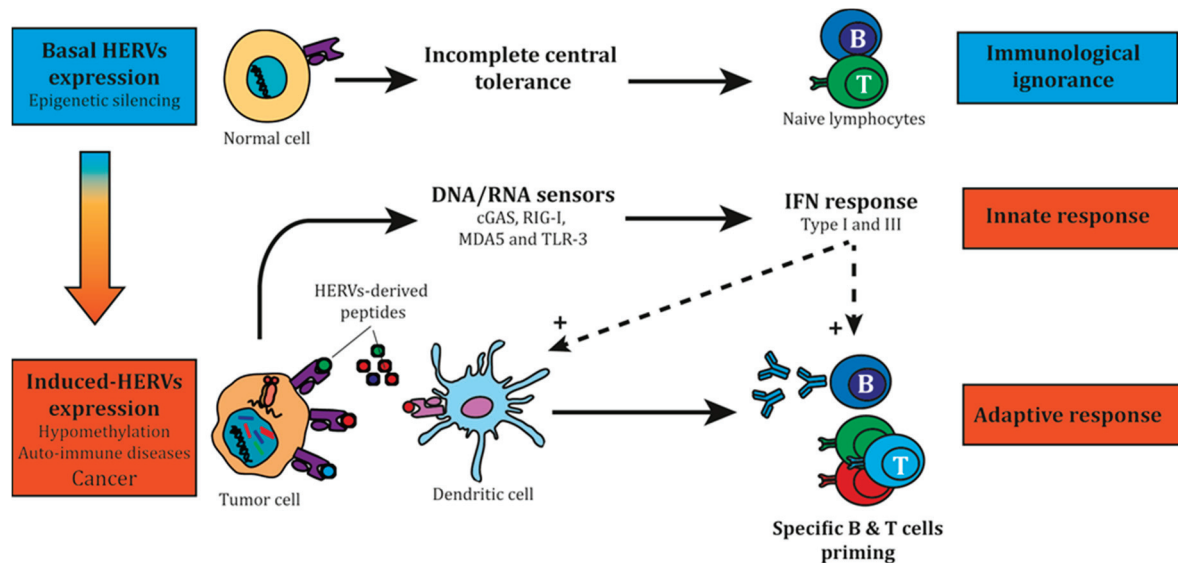 Basal HERVs
expression
Epigenetic silencing
Normal cell
Incomplete central
tolerance
B
T
Naive lymphocytes
Immunological
ignorance
DNA/RNA sensors
cGAS, RIG-I,
MDA5 and TLR-3
IFN response
Type I and III
Innate response
HERVs-derived
peptides
+
+
Induced-HERVs
expression
Hypomethylation
Auto-immune diseases
Cancer
Tumor cell
Dendritic cell
B
T
Specific B & T cells
priming
Adaptive response